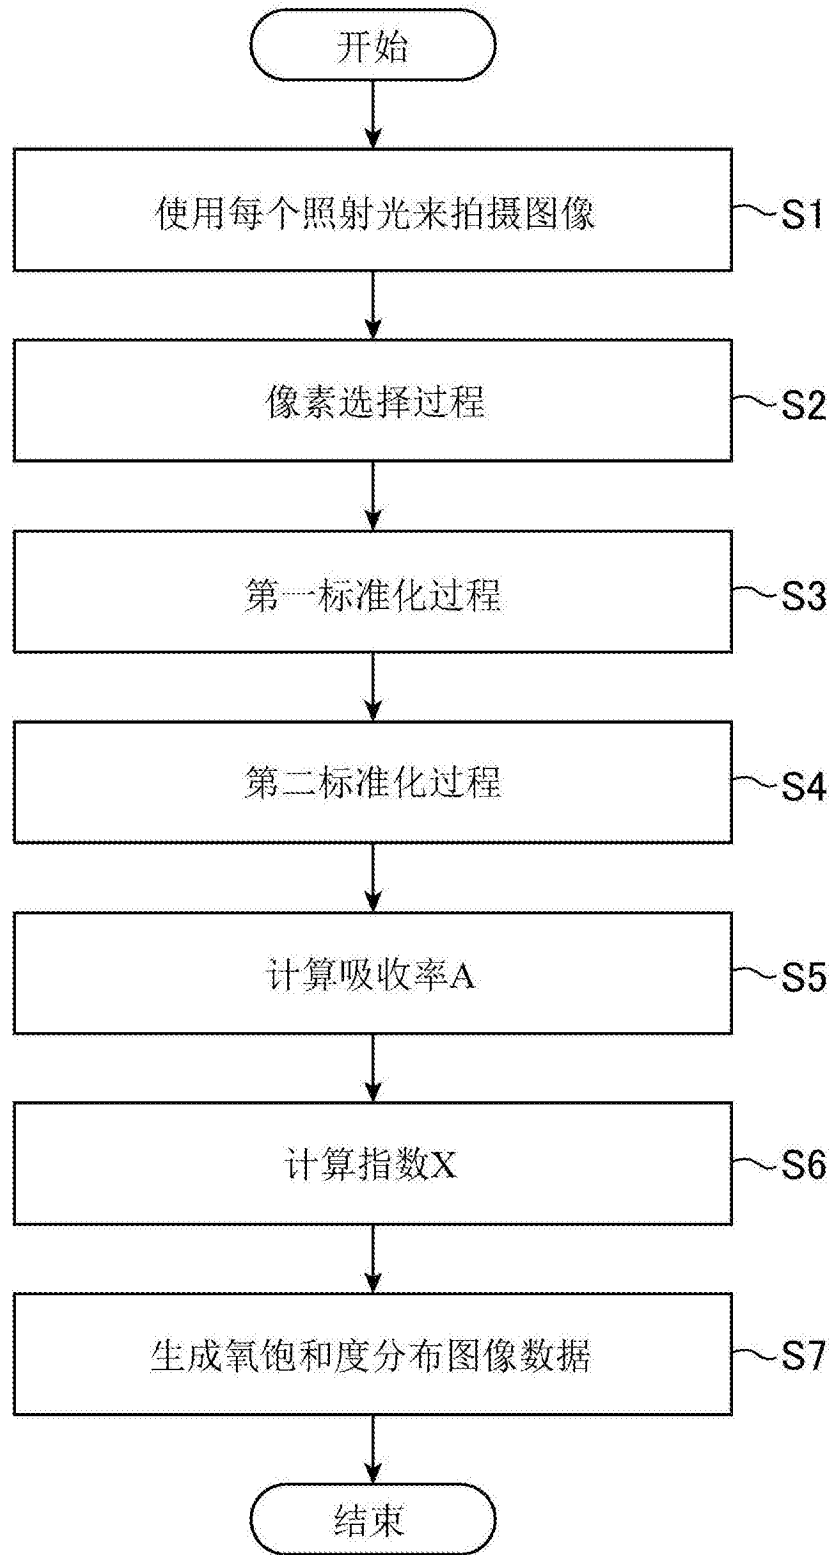 开始
使用每个照射光来拍摄图像
S1
像素选择过程
S2
第一标准化过程
S3
第二标准化过程
S4
计算吸收率A
S5
计算指数X
S6
生成氧饱和度分布图像数据
S7
结束